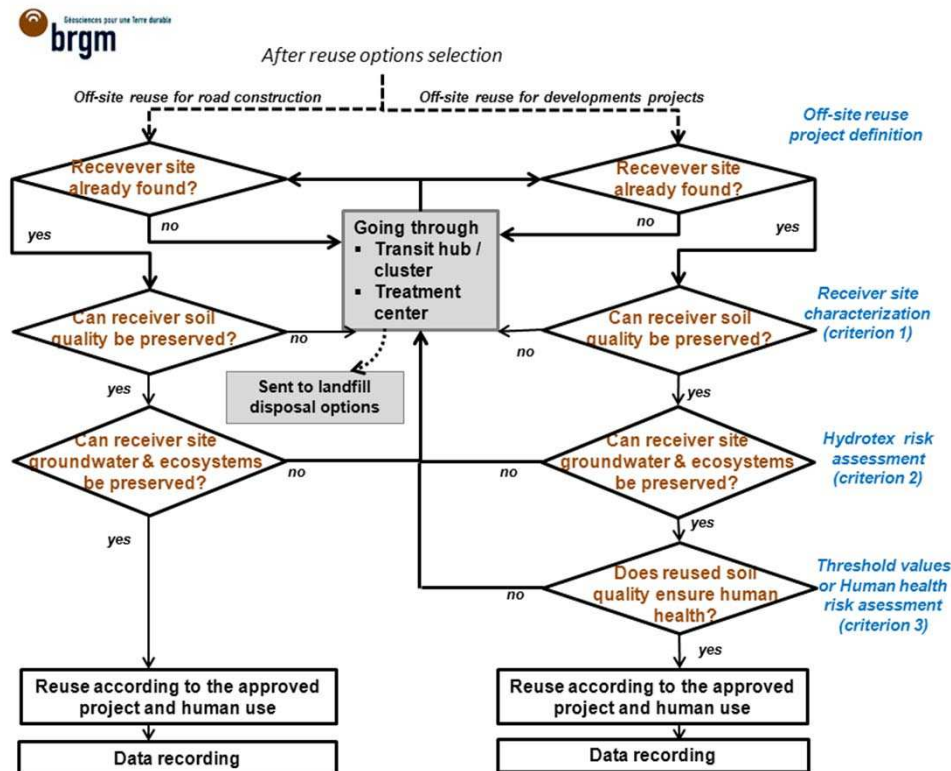 Géosciences pour une Terre durable
brgm
After reuse options selection
Off-site reuse for road construction
Off-site reuse for developments projects
Off-site reuse
project definition
Recevever site
already found?
Recevever site
already found?
no
no
yes
yes
Going through
▪ Transit hub /
cluster
▪ Treatment
center
Receiver site
characterization
(criterion 1)
Can receiver soil
quality be preserved?
Can receiver soil
quality be preserved?
no
no
Sent to landfill
disposal options
yes
yes
Can receiver site
groundwater & ecosystems
be preserved?
Can receiver site
groundwater & ecosystems
be preserved?
Hydrotex risk
assessment
(criterion 2)
no
no
yes
yes
Does reused soil
quality ensure human
health?
Threshold values
or Human health
risk asessment
(criterion 3)
no
yes
Reuse according to the approved
project and human use
Reuse according to the approved
project and human use
Data recording
Data recording